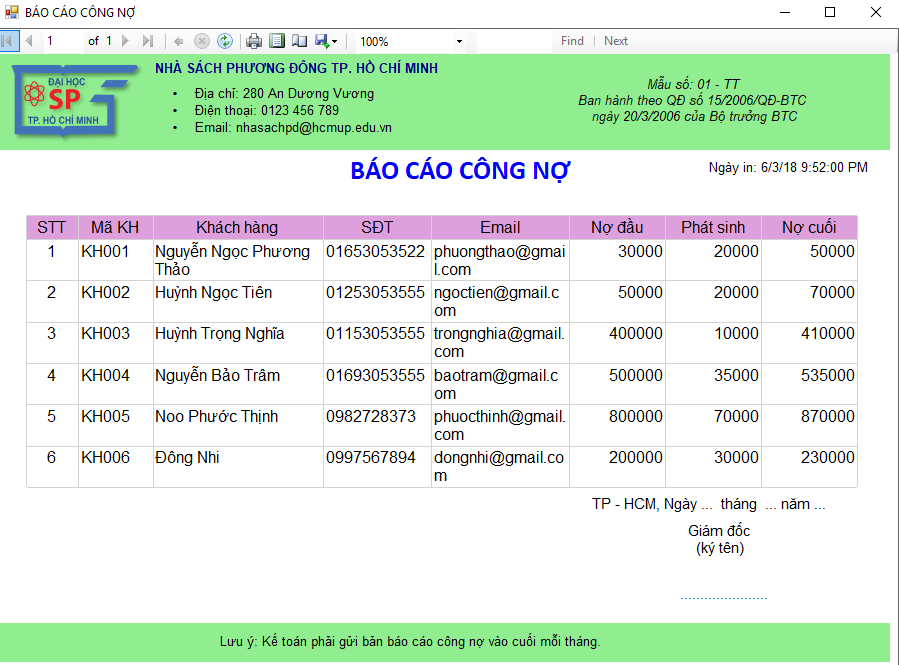 BÁO CÁO CÔNG NỢ
1 of 1 100% Find Next
ĐẠI HỌC
SP
TP. HỒ CHÍ MINH
NHÀ SÁCH PHƯƠNG ĐÔNG TP. HỒ CHÍ MINH
• Địa chỉ: 280 An Dương Vương
• Điện thoại: 0123 456 789
• Email: nhasachpd@hcmup.edu.vn
Mẫu số: 01 - TT
Ban hành theo QĐ số 15/2006/QĐ-BTC
ngày 20/3/2006 của Bộ trưởng BTC
BÁO CÁO CÔNG NỢ
Ngày in: 6/3/18 9:52:00 PM
STT Mã KH Khách hàng SĐT Email Nợ đầu Phát sinh Nợ cuối
1 KH001 Nguyễn Ngọc Phương 01653053522 phuongthao@gmai 30000 20000 50000
Thảo l.com
2 KH002 Huỳnh Ngọc Tiên 01253053555 ngoctien@gmail.c 50000 20000 70000
om
3 KH003 Huỳnh Trọng Nghĩa 01153053555 trongnghia@gmail. 400000 10000 410000
com
4 KH004 Nguyễn Bảo Trâm 01693053555 baotram@gmail.c 500000 35000 535000
om
5 KH005 Noo Phước Thịnh 0982728373 phuocthinh@gmail. 800000 70000 870000
com
6 KH006 Đông Nhi 0997567894 dongnhi@gmail.co 200000 30000 230000
m
TP - HCM, Ngày ... tháng ... năm ...
Giám đốc
(ký tên)
......................
Lưu ý: Kế toán phải gửi bản báo cáo công nợ vào cuối mỗi tháng.